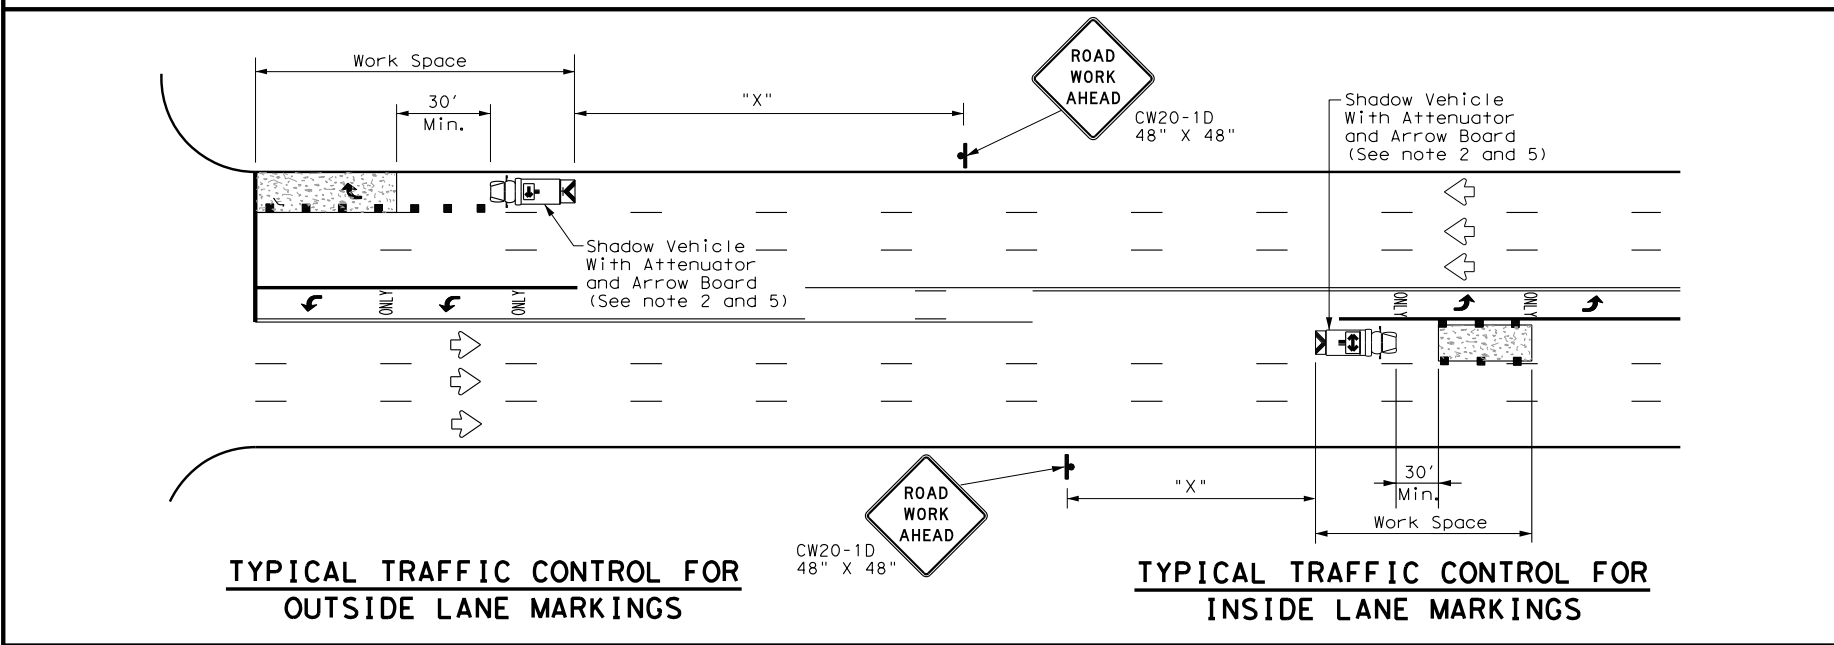 Work Space
30'
Min.
"X"
ROAD
WORK
AHEAD
CW20-1D
48" X 48"
Shadow Vehicle
With Attenuator
and Arrow Board
(See note 2 and 5)
Shadow Vehicle
With Attenuator
and Arrow Board
(See note 2 and 5)
ONLY
ONLY
ONLY
ONLY
ROAD
WORK
AHEAD
CW20-1D
48" X 48"
"X"
30'
Min.
Work Space
TYPICAL TRAFFIC CONTROL FOR
OUTSIDE LANE MARKINGS
TYPICAL TRAFFIC CONTROL FOR
INSIDE LANE MARKINGS